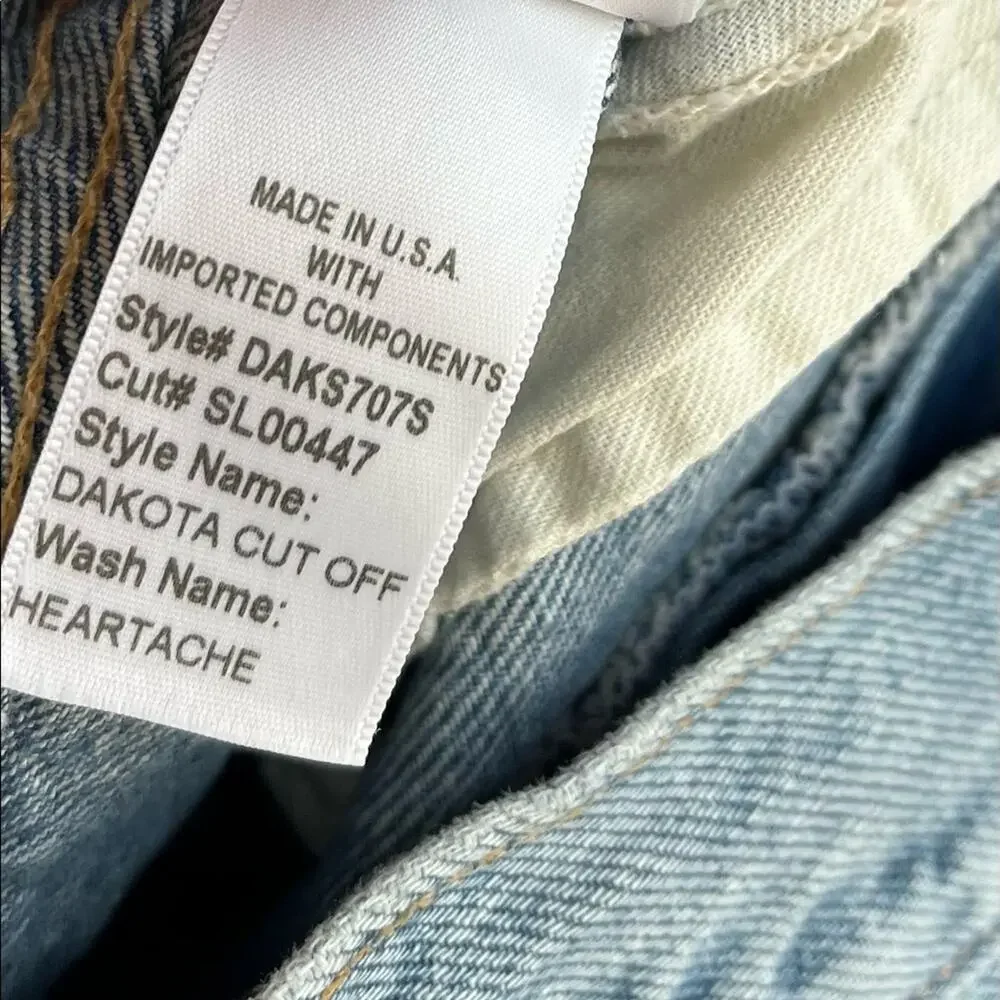 MADE IN U.S.A.
WITH
IMPORTED COMPONENTS
Style# DAKS707S
Cut# SL00447
Style Name:
DAKOTA CUT OFF
Wash Name:
HEARTACHE